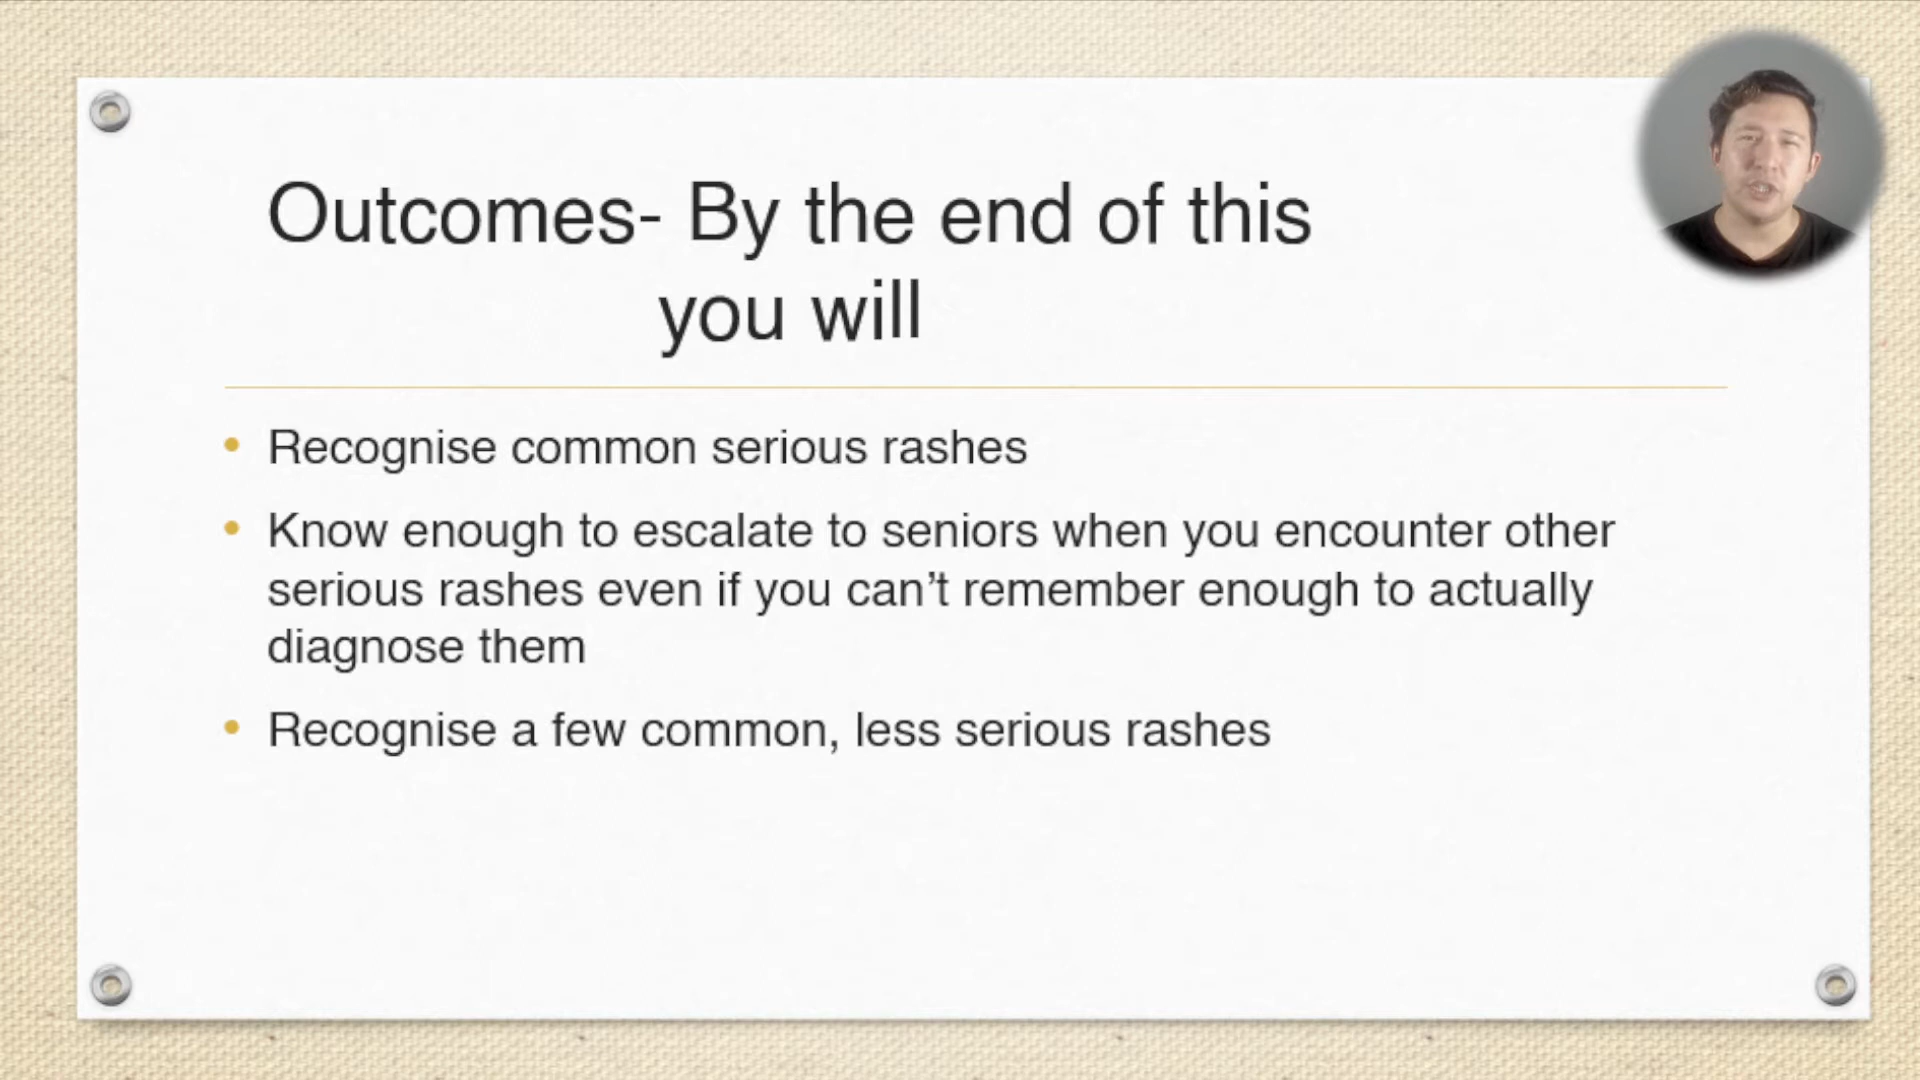 Outcomes- By the end of this
you will
• Recognise common serious rashes
• Know enough to escalate to seniors when you encounter other
serious rashes even if you can’t remember enough to actually
diagnose them
• Recognise a few common, less serious rashes